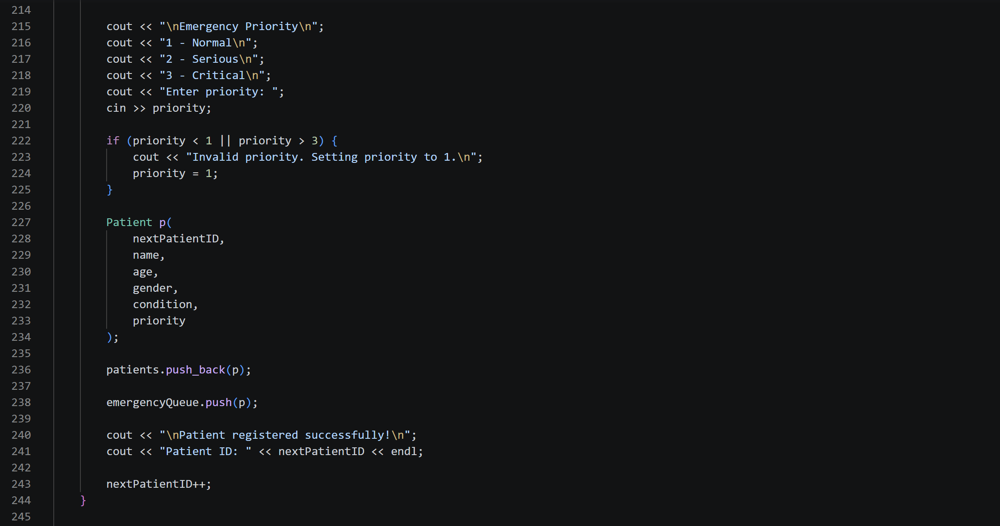 214
215 cout << "\nEmergency Priority\n";
216 cout << "1 - Normal\n";
217 cout << "2 - Serious\n";
218 cout << "3 - Critical\n";
219 cout << "Enter priority: ";
220 cin >> priority;
221
222 if (priority < 1 || priority > 3) {
223 cout << "Invalid priority. Setting priority to 1.\n";
224 priority = 1;
225 }
226
227 Patient p(
228 nextPatientID,
229 name,
230 age,
231 gender,
232 condition,
233 priority
234 );
235
236 patients.push_back(p);
237
238 emergencyQueue.push(p);
239
240 cout << "\nPatient registered successfully!\n";
241 cout << "Patient ID: " << nextPatientID << endl;
242
243 nextPatientID++;
244 }
245